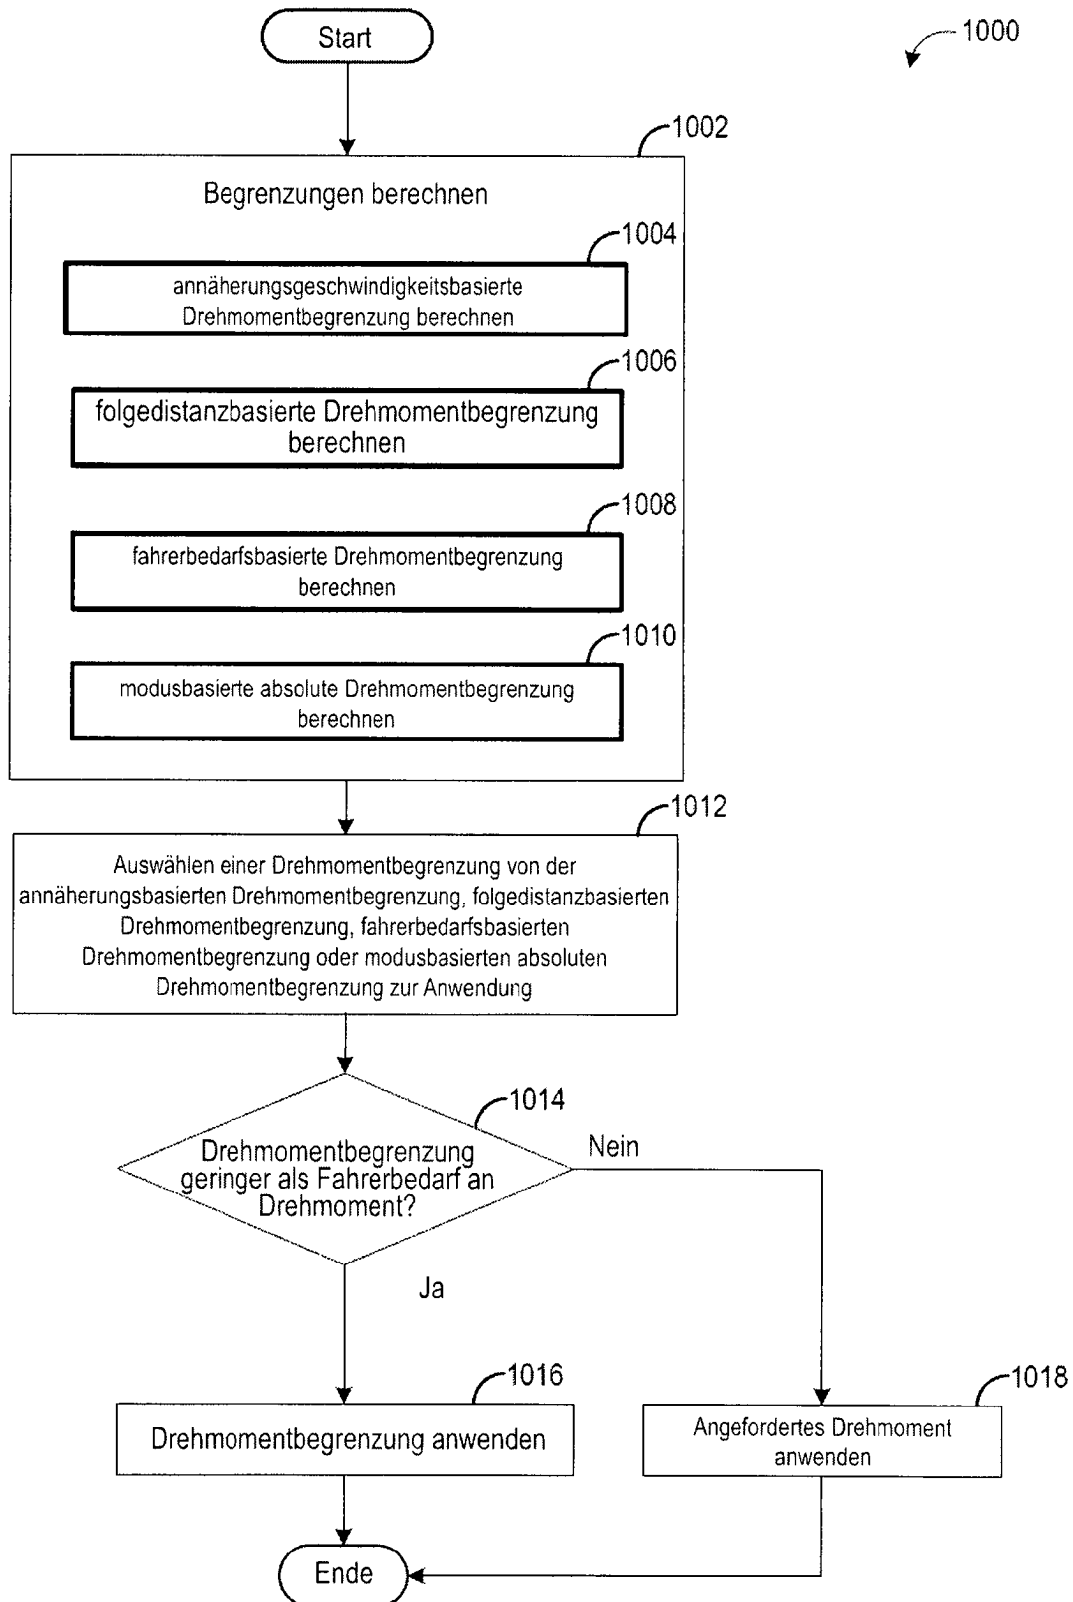 Start
1000
1002
Begrenzungen berechnen
1004
annäherungsgeschwindigkeitsbasierte
Drehmomentbegrenzung berechnen
1006
folgedistanzbasierte Drehmomentbegrenzung
berechnen
1008
fahrerbedarfsbasierte Drehmomentbegrenzung
berechnen
1010
modusbasierte absolute Drehmomentbegrenzung
berechnen
1012
Auswählen einer Drehmomentbegrenzung von der
annäherungsbasierten Drehmomentbegrenzung, folgedistanzbasierten
Drehmomentbegrenzung, fahrerbedarfsbasierten
Drehmomentbegrenzung oder modusbasierten absoluten
Drehmomentbegrenzung zur Anwendung
1014
Drehmomentbegrenzung
geringer als Fahrerbedarf an
Drehmoment?
Nein
Ja
1016
Drehmomentbegrenzung anwenden
1018
Angefordertes Drehmoment
anwenden
Ende